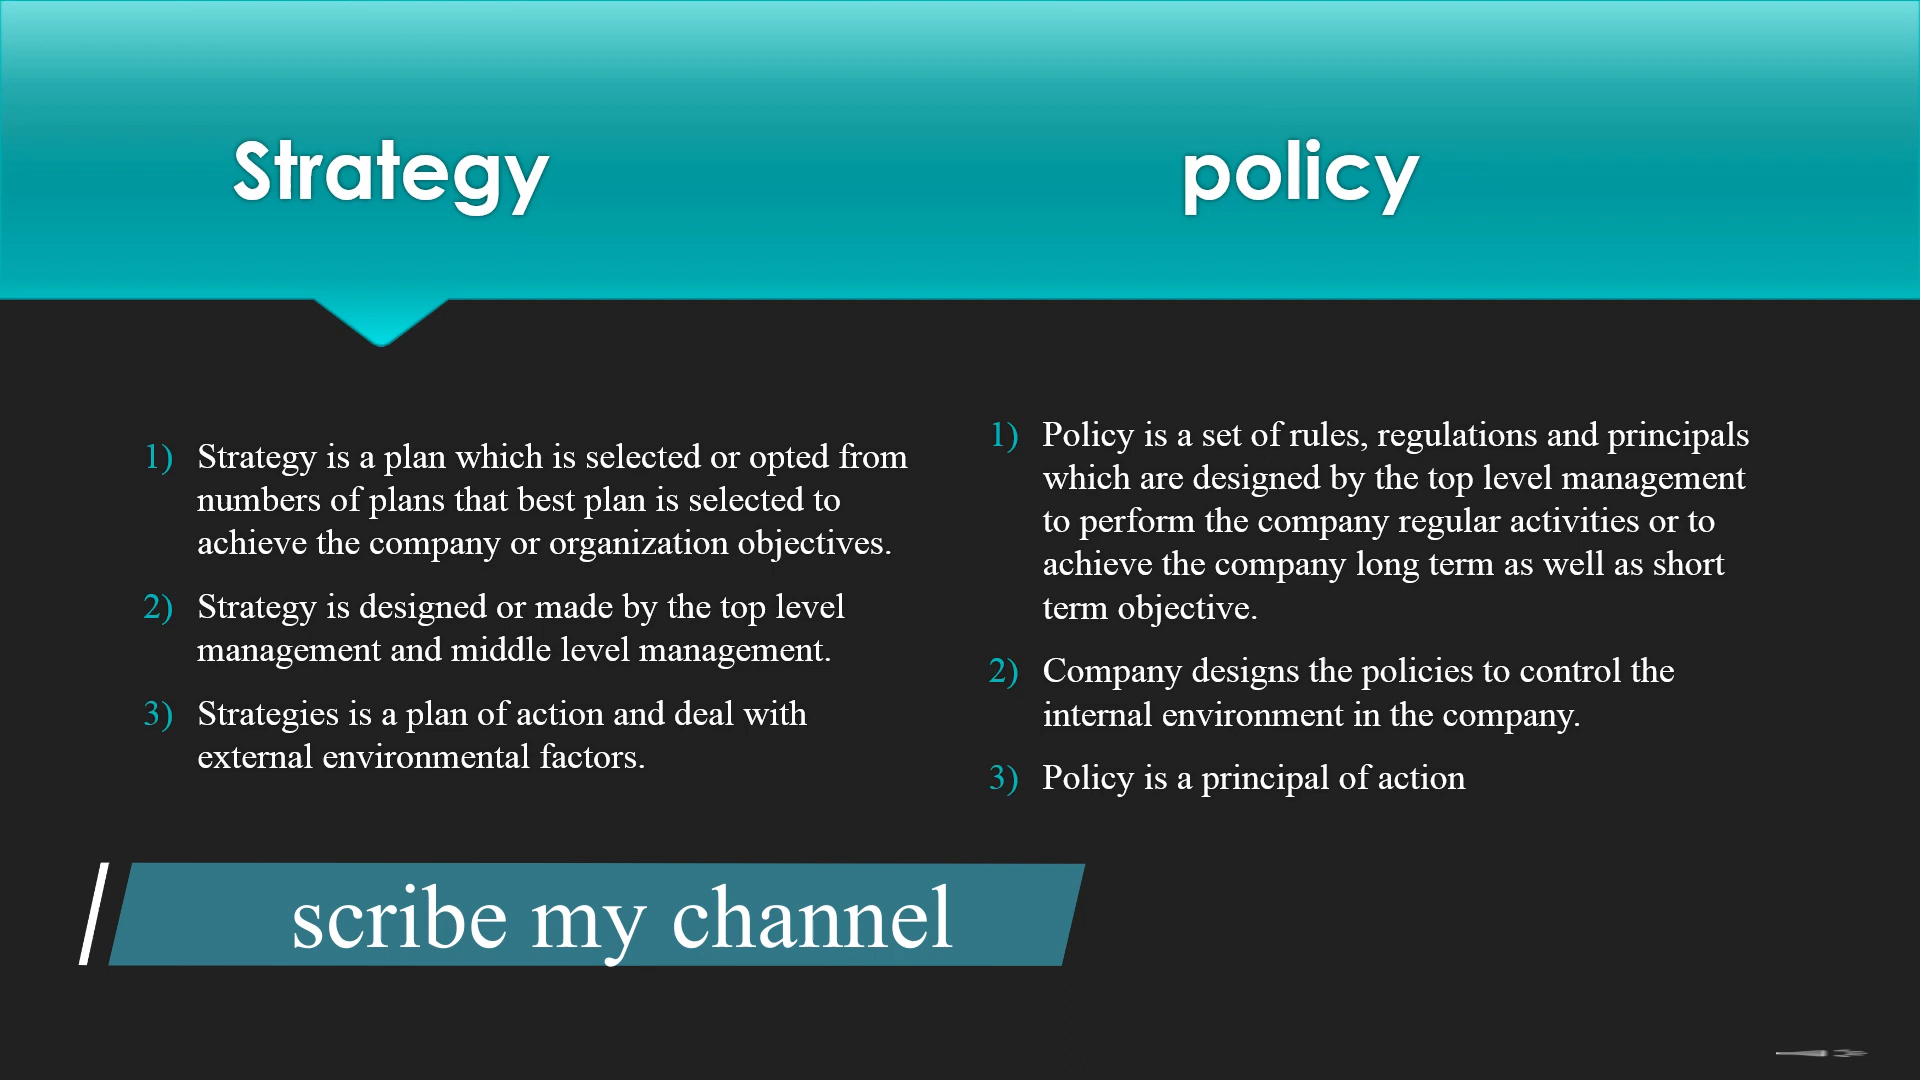 Strategy
policy
1) Strategy is a plan which is selected or opted from
numbers of plans that best plan is selected to
achieve the company or organization objectives.
2) Strategy is designed or made by the top level
management and middle level management.
3) Strategies is a plan of action and deal with
external environmental factors.
1) Policy is a set of rules, regulations and principals
which are designed by the top level management
to perform the company regular activities or to
achieve the company long term as well as short
term objective.
2) Company designs the policies to control the
internal environment in the company.
3) Policy is a principal of action
scribe my channel